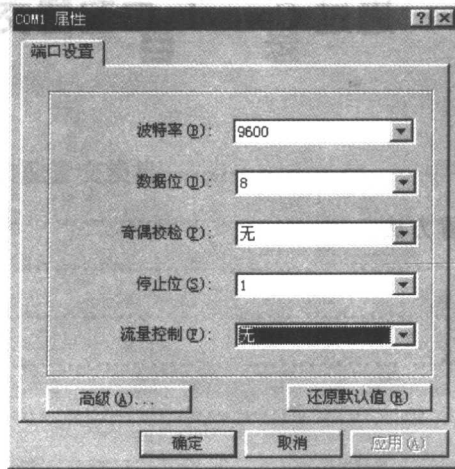 COM1 属性
端口设置
波特率(B): 9600
数据位(D): 8
奇偶校检(P): 无
停止位(S): 1
流量控制(F): 无
高级(A)... 还原默认值(R)
确定 取消 应用(A)